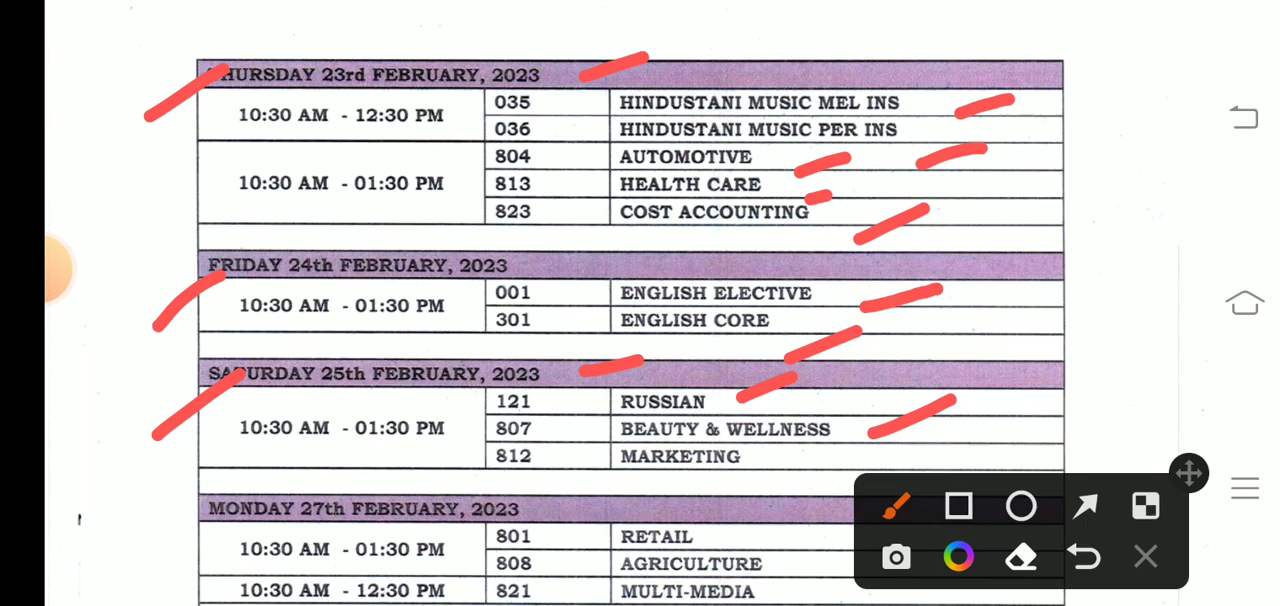 THURSDAY 23rd FEBRUARY, 2023
10:30 AM - 12:30 PM
035 HINDUSTANI MUSIC MEL INS
036 HINDUSTANI MUSIC PER INS
10:30 AM - 01:30 PM
804 AUTOMOTIVE
813 HEALTH CARE
823 COST ACCOUNTING
FRIDAY 24th FEBRUARY, 2023
10:30 AM - 01:30 PM
001 ENGLISH ELECTIVE
301 ENGLISH CORE
SATURDAY 25th FEBRUARY, 2023
10:30 AM - 01:30 PM
121 RUSSIAN
807 BEAUTY & WELLNESS
812 MARKETING
MONDAY 27th FEBRUARY, 2023
10:30 AM - 01:30 PM
801 RETAIL
808 AGRICULTURE
10:30 AM - 12:30 PM
821 MULTI-MEDIA